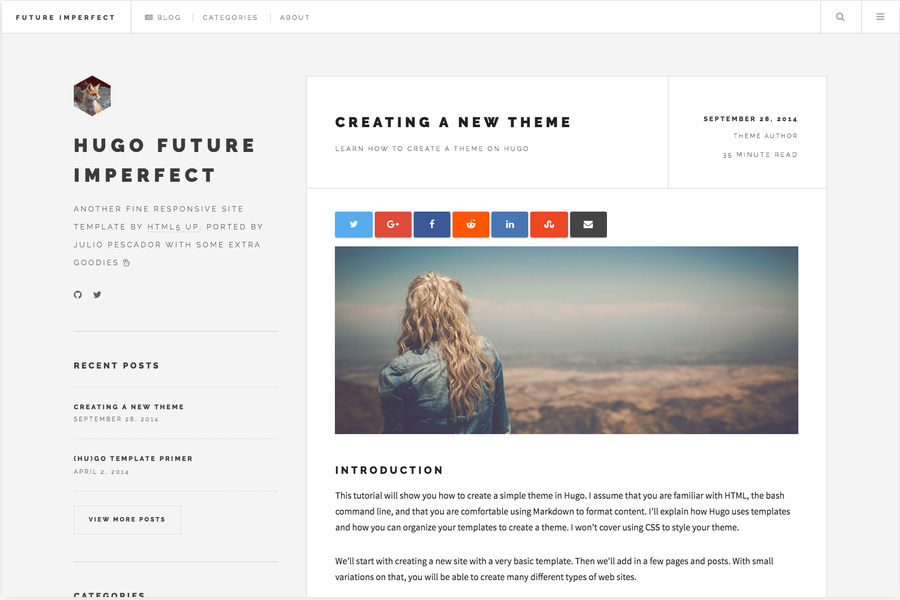 FUTURE IMPERFECT
BLOG
CATEGORIES
ABOUT
HUGO FUTURE
IMPERFECT
ANOTHER FINE RESPONSIVE SITE
TEMPLATE BY HTML5 UP. PORTED BY
JULIO PESCADOR WITH SOME EXTRA
GOODIES
RECENT POSTS
CREATING A NEW THEME
SEPTEMBER 28, 2014
(HU)GO TEMPLATE PRIMER
APRIL 2, 2014
VIEW MORE POSTS
CATEGORIES
CREATING A NEW THEME
LEARN HOW TO CREATE A THEME ON HUGO
SEPTEMBER 28, 2014
THEME AUTHOR
35 MINUTE READ
INTRODUCTION
This tutorial will show you how to create a simple theme in Hugo. I assume that you are familiar with HTML, the bash
command line, and that you are comfortable using Markdown to format content. I'll explain how Hugo uses templates
and how you can organize your templates to create a theme. I won't cover using CSS to style your theme.
We'll start with creating a new site with a very basic template. Then we'll add in a few pages and posts. With small
variations on that, you will be able to create many different types of web sites.